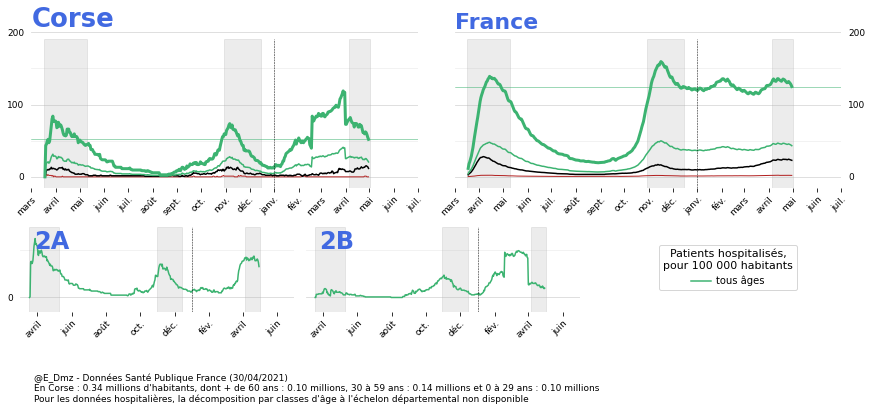 Corse
France
200
100
0
200
100
0
mars avril mai juin juil. août sept. oct. nov. déc. janv. fév. mars avril mai juin juil
mars avril mai juin juil. août sept. oct. nov. déc. janv. fév. mars avril mai juin juil
2A
2B
0
avril juin août oct. déc. fév. avril juin
avril juin août oct. déc. fév. avril juin
Patients hospitalisés,
pour 100 000 habitants
tous âges
@E_Dmz - Données Santé Publique France (30/04/2021)
En Corse : 0.34 millions d'habitants, dont + de 60 ans : 0.10 millions, 30 à 59 ans : 0.14 millions et 0 à 29 ans : 0.10 millions
Pour les données hospitalières, la décomposition par classes d'âge à l'échelon départemental non disponible